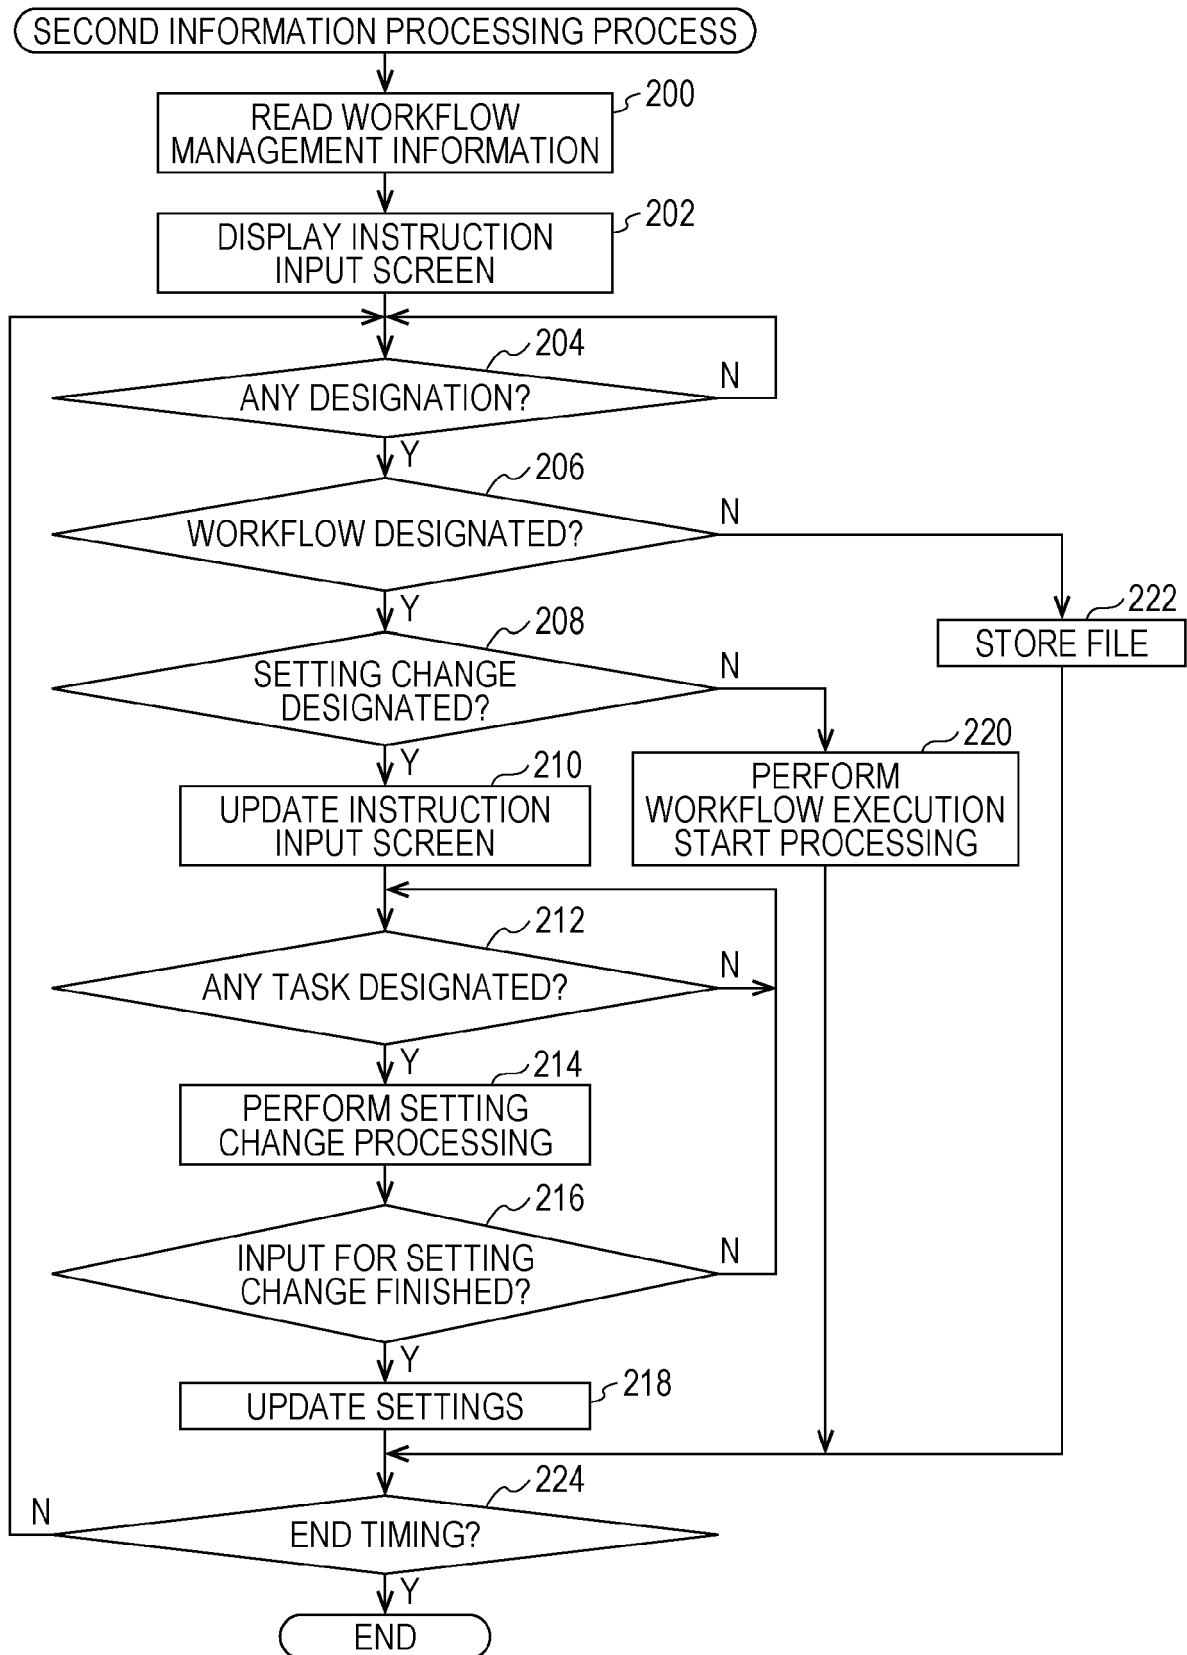 SECOND INFORMATION PROCESSING PROCESS
200
READ WORKFLOW
MANAGEMENT INFORMATION
202
DISPLAY INSTRUCTION
INPUT SCREEN
204
ANY DESIGNATION?
N
Y
206
WORKFLOW DESIGNATED?
N
Y
222
STORE FILE
208
SETTING CHANGE
DESIGNATED?
N
Y
220
PERFORM
WORKFLOW EXECUTION
START PROCESSING
210
UPDATE INSTRUCTION
INPUT SCREEN
212
ANY TASK DESIGNATED?
N
Y
214
PERFORM SETTING
CHANGE PROCESSING
216
INPUT FOR SETTING
CHANGE FINISHED?
N
Y
218
UPDATE SETTINGS
224
END TIMING?
N
Y
END